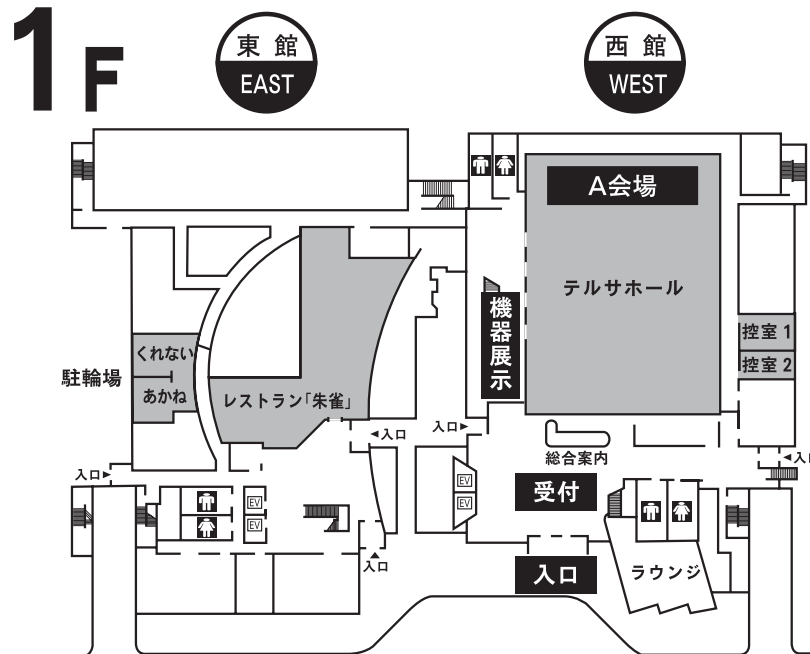 1F
東館
EAST
西館
WEST
A会場
テルサホール
機器展示
控室 1
控室 2
くれない
あかね
駐輪場
レストラン「朱雀」
入口
入口
総合案内
入口
入口
EV
EV
EV
EV
受付
入口
入口
ラウンジ